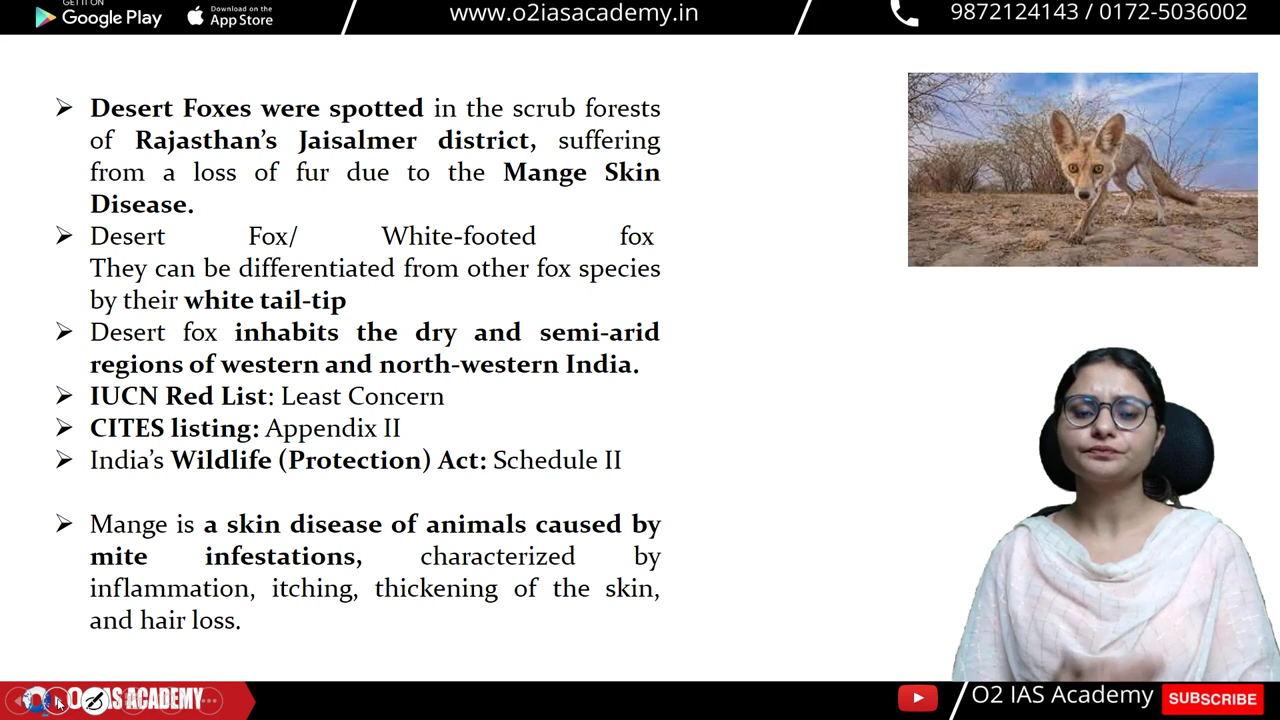 GET IT ON
Google Play
Download on the
App Store
www.o2iasacademy.in
9872124143 / 0172-5036002
➢ Desert Foxes were spotted in the scrub forests
of Rajasthan’s Jaisalmer district, suffering
from a loss of fur due to the Mange Skin
Disease.
➢ Desert Fox/ White-footed fox
They can be differentiated from other fox species
by their white tail-tip
➢ Desert fox inhabits the dry and semi-arid
regions of western and north-western India.
➢ IUCN Red List: Least Concern
➢ CITES listing: Appendix II
➢ India’s Wildlife (Protection) Act: Schedule II
➢ Mange is a skin disease of animals caused by
mite infestations, characterized by
inflammation, itching, thickening of the skin,
and hair loss.
IAS ACADEMY
O2 IAS Academy
SUBSCRIBE